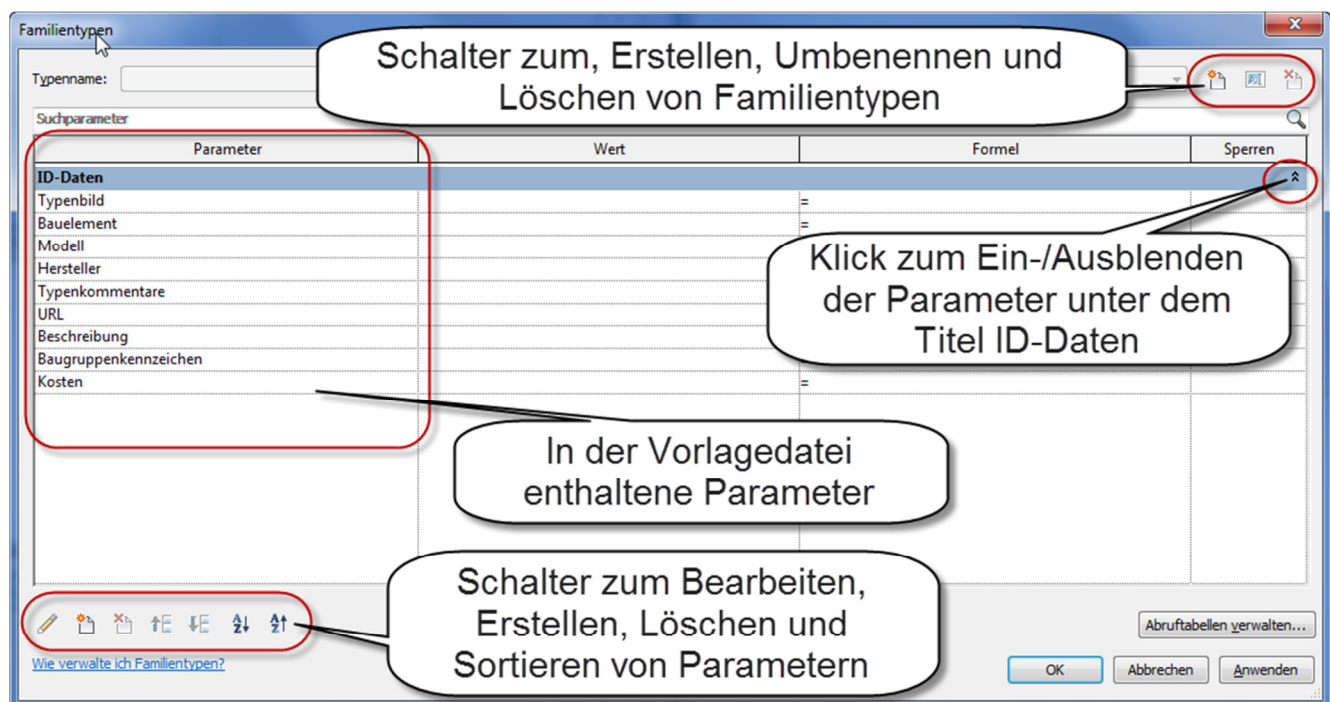 Familientypen
Typenname:
Schalter zum, Erstellen, Umbenennen und
Löschen von Familientypen
Suchparameter
Parameter Wert Formel Sperren
ID-Daten
Typenbild =
Bauelement =
Modell
Hersteller
Typenkommentare
URL
Beschreibung
Baugruppenkennzeichen
Kosten =
Klick zum Ein-/Ausblenden
der Parameter unter dem
Titel ID-Daten
In der Vorlagedatei
enthaltene Parameter
Schalter zum Bearbeiten,
Erstellen, Löschen und
Sortieren von Parametern
Abruftabellen verwalten...
Wie verwalte ich Familientypen?
OK Abbrechen Anwenden